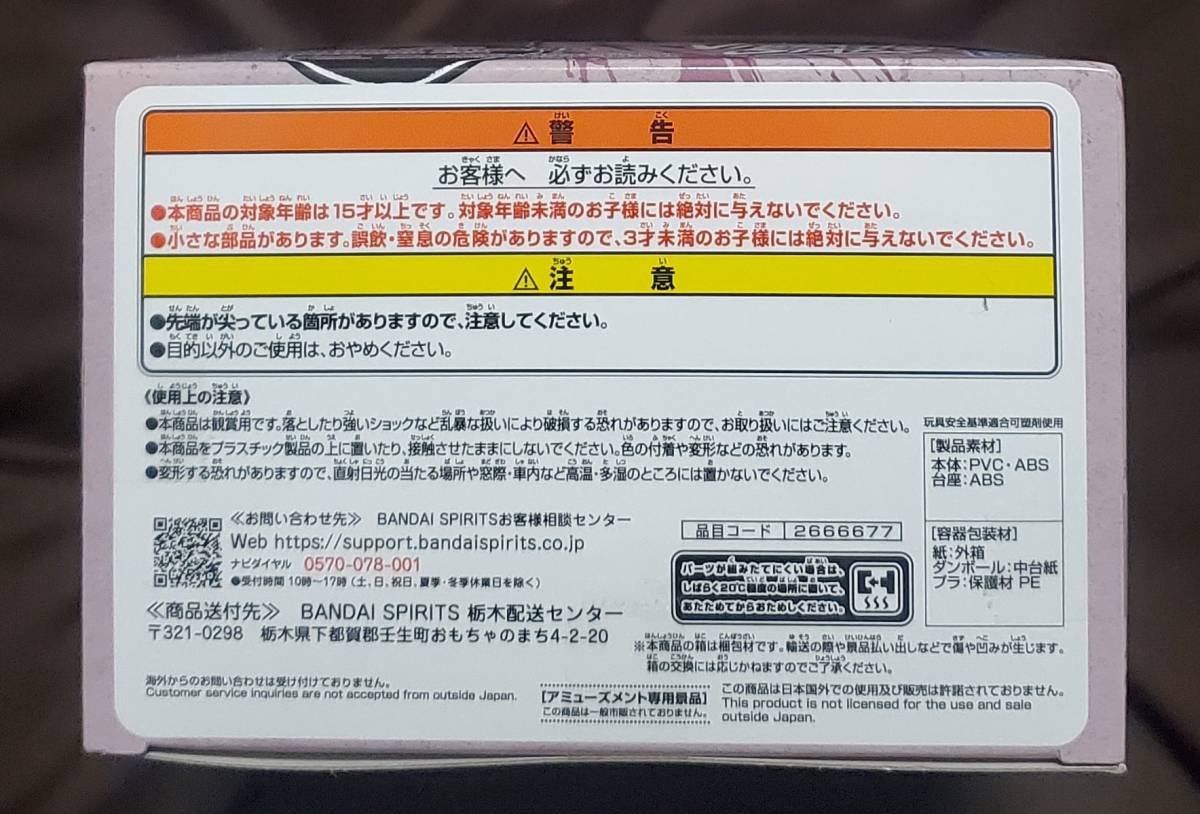 ⚠警 告
お客様へ 必ずお読みください。
●本商品の対象年齢は15才以上です。対象年齢未満のお子様には絶対に与えないでください。
●小さな部品があります。誤飲・窒息の危険がありますので、3才未満のお子様には絶対に与えないでください。
⚠注 意
●先端が尖っている箇所がありますので、注意してください。
●目的以外のご使用は、おやめください。
《使用上の注意》
●本商品は観賞用です。落としたり強いショックなど乱暴な扱いにより破損する恐れがありますので、お取り扱いにはご注意ください。
●本商品をプラスチック製品の上に置いたり、接触させたままにしないでください。色の付着や変形などの恐れがあります。
●変形する恐れがありますので、直射日光の当たる場所や窓際・車内など高温・多湿のところには置かないでください。
玩具安全基準適合可塑剤使用
[製品素材]
本体:PVC・ABS
台座:ABS
[容器包装材]
紙:外箱
ダンボール:中台紙
プラ:保護材 PE
≪お問い合わせ先≫ BANDAI SPIRITSお客様相談センター
Web https://support.bandaispirits.co.jp
ナビダイヤル 0570-078-001
●受付時間 10時〜17時(土、日、祝日、夏季・冬季休業日を除く)
品目コード 2666677
パーツが組みたてにくい場合は、
しばらく20℃程度の場所に置いて、
あたためてからおためしください。
≪商品送付先≫ BANDAI SPIRITS 栃木配送センター
〒321-0298 栃木県下都賀郡壬生町おもちゃのまち4-2-20
※本商品の箱は梱包材です。輸送の際や景品払い出しなどで傷や凹みが生じます。
箱の交換には応じかねますのでご了承ください。
海外からのお問い合わせは受け付けておりません。
Customer service inquiries are not accepted from outside Japan.
[アミューズメント専用景品]
この商品は一般市販されておりません。
この商品は日本国外での使用及び販売は許諾されておりません。
This product is not licensed for the use and sale
outside Japan.